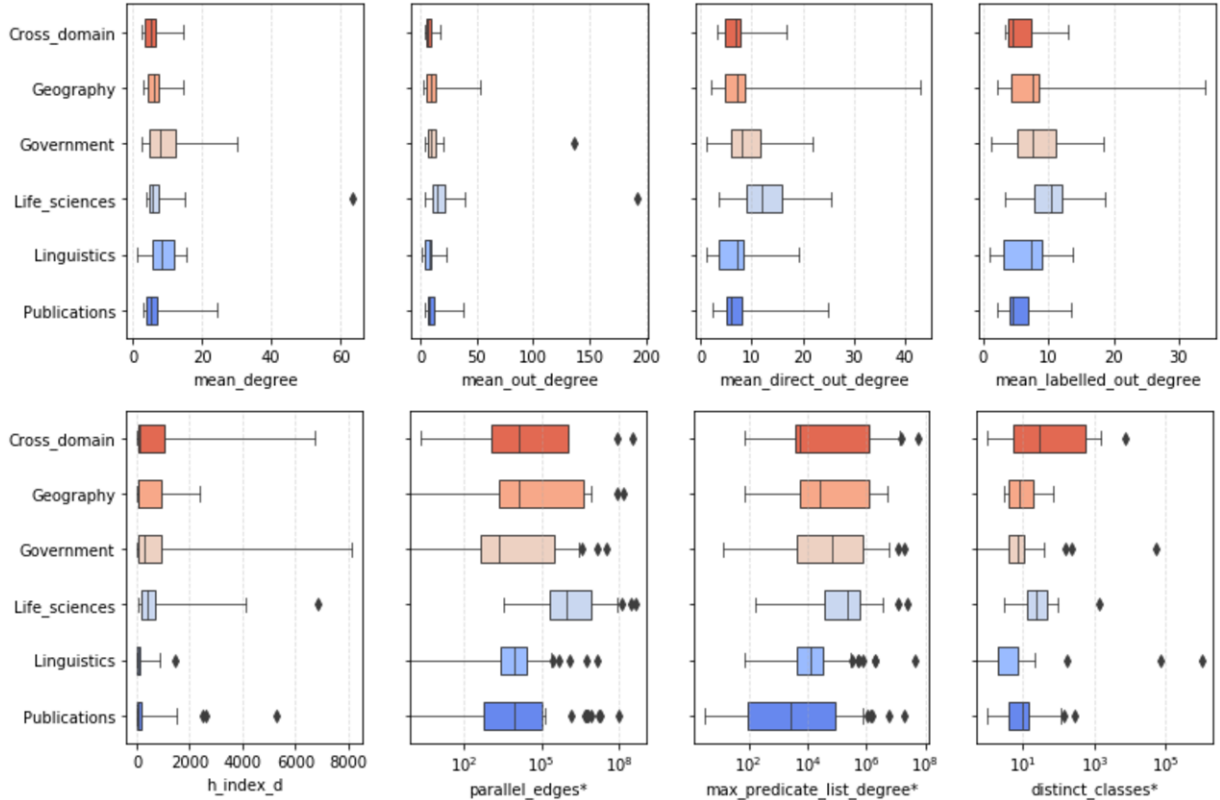 Cross_domain
Geography
Government
Life_sciences
Linguistics
Publications
0 20 40 60
mean_degree
0 50 100 150 200
mean_out_degree
0 10 20 30 40
mean_direct_out_degree
0 10 20 30
mean_labelled_out_degree
Cross_domain
Geography
Government
Life_sciences
Linguistics
Publications
0 2000 4000 6000 8000
h_index_d
10² 10⁵ 10⁸
parallel_edges*
10² 10⁴ 10⁶ 10⁸
max_predicate_list_degree*
10¹ 10³ 10⁵
distinct_classes*